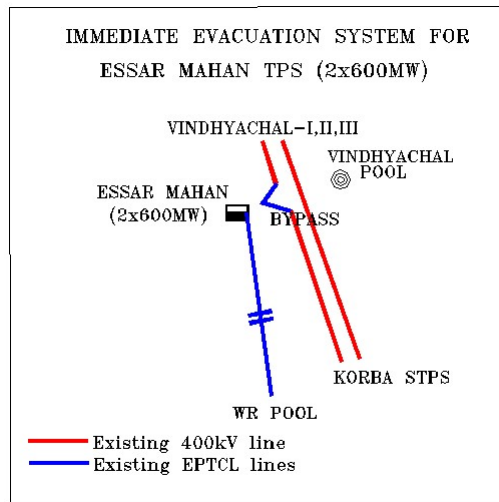 IMMEDIATE EVACUATION SYSTEM FOR
ESSAR MAHAN TPS (2x600MW)
VINDHYACHAL-I,II,III
VINDHYACHAL
POOL
ESSAR MAHAN
(2x600MW)
BYPASS
KORBA STPS
WR POOL
Existing 400kV line
Existing EPTCL lines